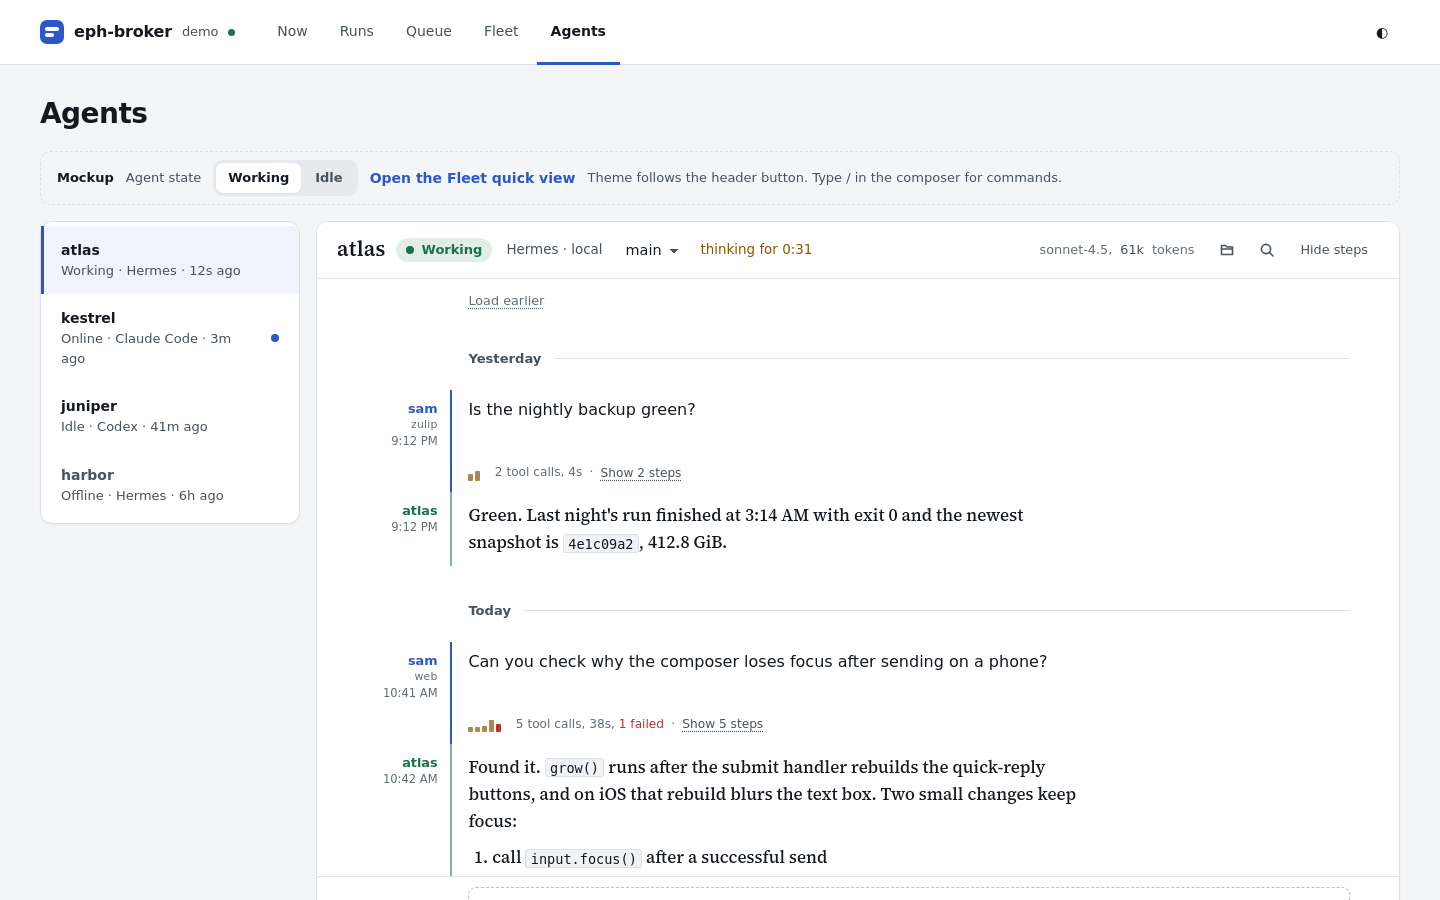 eph-broker demo Now Runs Queue Fleet Agents
Agents
Mockup Agent state Working Idle Open the Fleet quick view Theme follows the header button. Type / in the composer for commands.
atlas
Working · Hermes · 12s ago
kestrel
Online · Claude Code · 3m
ago
juniper
Idle · Codex · 41m ago
harbor
Offline · Hermes · 6h ago
atlas Working Hermes · local main thinking for 0:31 sonnet-4.5, 61k tokens Hide steps
Load earlier
Yesterday
sam
zulip
9:12 PM
Is the nightly backup green?
2 tool calls, 4s · Show 2 steps
atlas
9:12 PM
Green. Last night's run finished at 3:14 AM with exit 0 and the newest
snapshot is 4e1c09a2, 412.8 GiB.
Today
sam
web
10:41 AM
Can you check why the composer loses focus after sending on a phone?
5 tool calls, 38s, 1 failed · Show 5 steps
atlas
10:42 AM
Found it. grow() runs after the submit handler rebuilds the quick-reply
buttons, and on iOS that rebuild blurs the text box. Two small changes keep
focus:
1. call input.focus() after a successful send